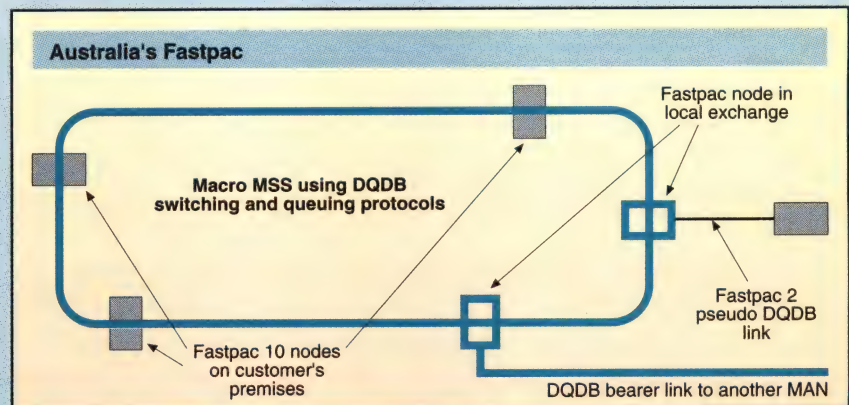 Australia's Fastpac
Fastpac node in
local exchange
Macro MSS using DQDB
switching and queuing protocols
Fastpac 2
pseudo DQDB
link
Fastpac 10 nodes
on customer's
premises
DQDB bearer link to another MAN